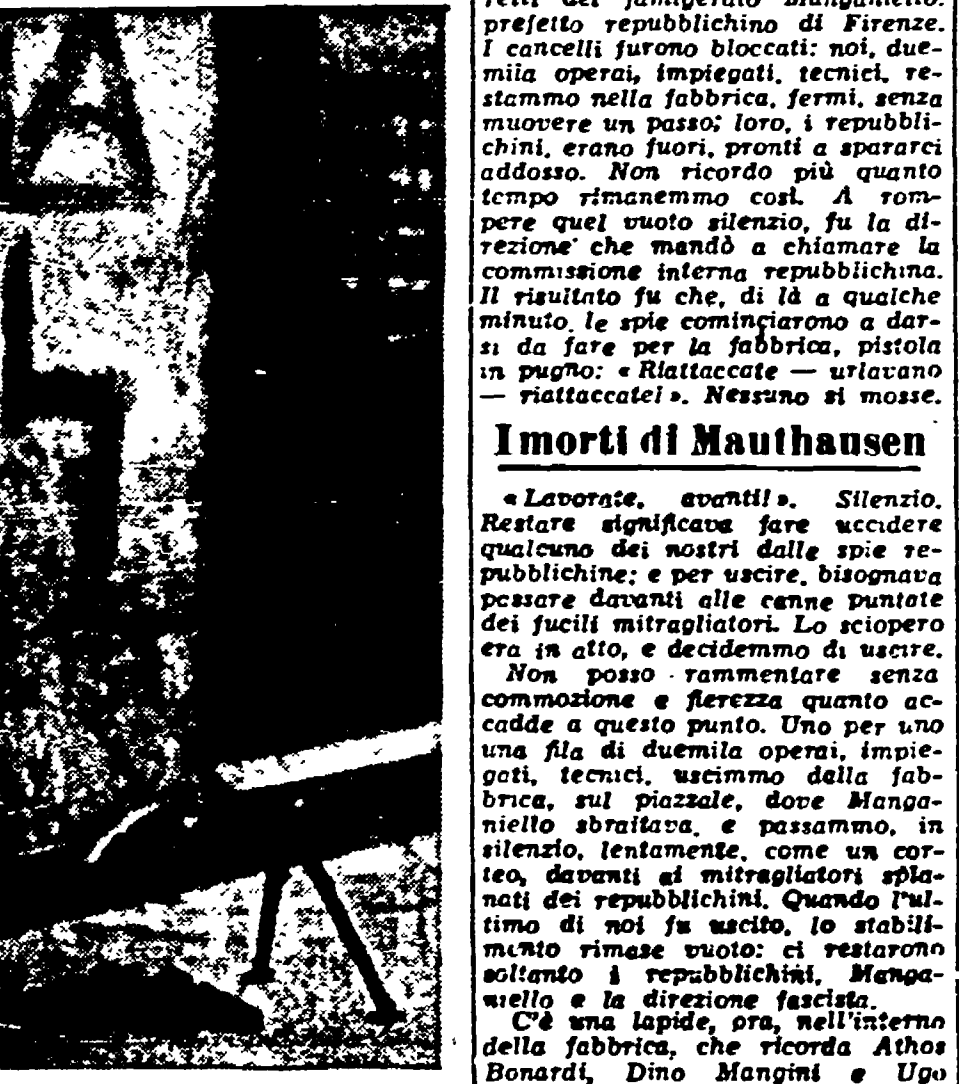 prefetto repubblichino di Firenze.
I cancelli furono bloccati: noi, due-
mila operai, impiegati, tecnici, re-
stammo nella fabbrica, fermi, senza
muovere un passo; loro, i repubbli-
chini, erano fuori, pronti a spararci
addosso. Non ricordo più quanto
tempo rimanemmo così. A rom-
pere quel vuoto silenzio, fu la di-
rezione che mandò a chiamare la
commissione interna repubblichina.
Il risultato fu che, di là a qualche
minuto, le spie cominciarono a dar-
si da fare per la fabbrica, pistola
in pugno: « Riattaccate — urlavano
— riattaccate! ». Nessuno si mosse.
I morti di Mauthausen
« Lavorate, avanti! ». Silenzio.
Restare significava fare uccidere
qualcuno dei nostri dalle spie re-
pubblichine; e per uscire, bisognava
passare davanti alle canne puntate
dei fucili mitragliatori. Lo sciopero
era in atto, e decidemmo di uscire.
Non posso rammentare senza
commozione e fierezza quanto ac-
cadde a questo punto. Uno per uno
una fila di duemila operai, impie-
gati, tecnici, uscimmo dalla fab-
brica, sul piazzale, dove Manga-
niello sbraitava, e passammo, in
silenzio, lentamente, come un cor-
teo, davanti ai mitragliatori spia-
nati dei repubblichini. Quando l'ul-
timo di noi fu uscito, lo stabili-
mento rimase vuoto: ci restarono
soltanto i repubblichini, Manga-
niello e la direzione fascista.
C'è una lapide, ora, nell'interno
della fabbrica, che ricorda Athos
Bonardi, Dino Mangini e Ugo